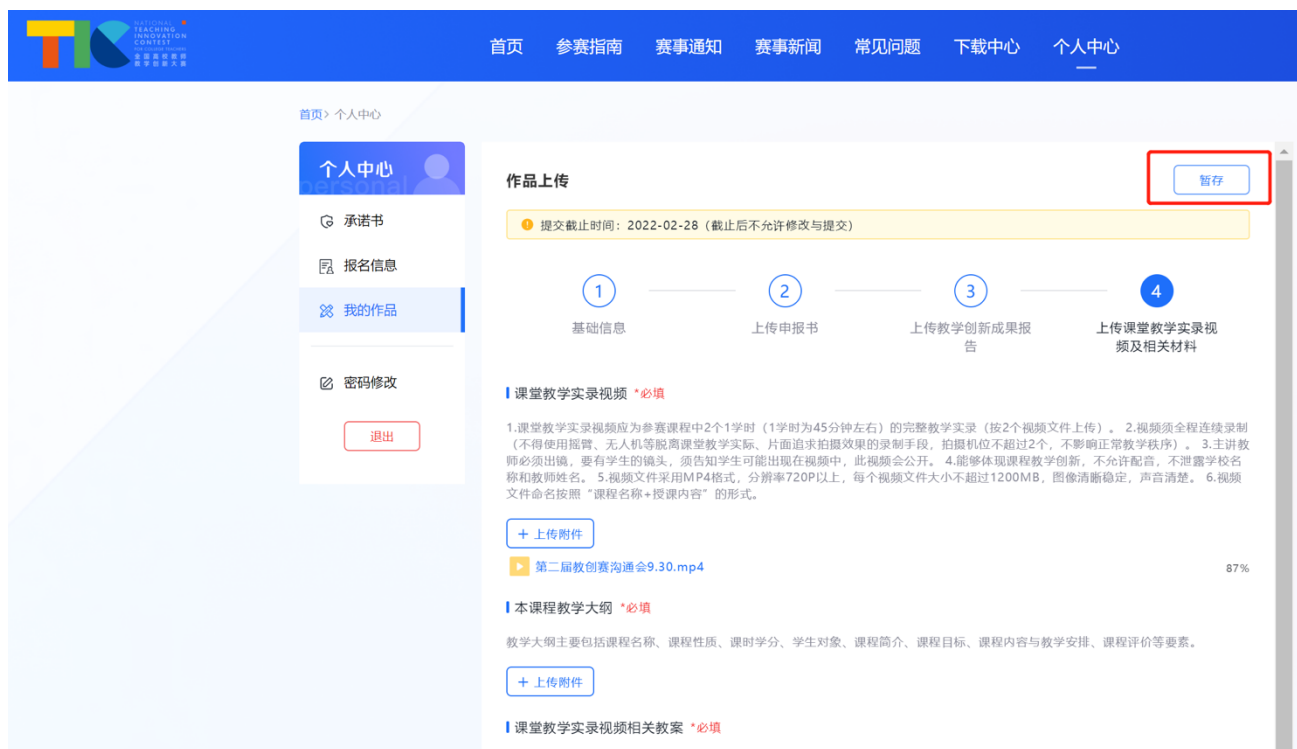 NATIONAL
TEACHING
INNOVATION
CONTEST
FOR COLLEGE TEACHERS
全国高校教师
教学创新大赛
首页 参赛指南 赛事通知 赛事新闻 常见问题 下载中心 个人中心
首页> 个人中心
个人中心
personal
承诺书
报名信息
我的作品
密码修改
退出
作品上传
暂存
提交截止时间：2022-02-28（截止后不允许修改与提交）
1 2 3 4
基础信息 上传申报书 上传教学创新成果报 上传课堂教学实录视
告 频及相关材料
课堂教学实录视频 *必填
1.课堂教学实录视频应为参赛课程中2个1学时（1学时为45分钟左右）的完整教学实录（按2个视频文件上传）。 2.视频须全程连续录制
（不得使用摇臂、无人机等脱离课堂教学实际、片面追求拍摄效果的录制手段，拍摄机位不超过2个，不影响正常教学秩序）。 3.主讲教
师必须出镜，要有学生的镜头，须告知学生可能出现在视频中，此视频会公开。 4.能够体现课程教学创新，不允许配音，不泄露学校名
称和教师姓名。 5.视频文件采用MP4格式，分辨率720P以上，每个视频文件大小不超过1200MB，图像清晰稳定，声音清楚。 6.视频
文件命名按照“课程名称+授课内容”的形式。
+ 上传附件
第二届教创赛沟通会9.30.mp4 87%
本课程教学大纲 *必填
教学大纲主要包括课程名称、课程性质、课时学分、学生对象、课程简介、课程目标、课程内容与教学安排、课程评价等要素。
+ 上传附件
课堂教学实录视频相关教案 *必填